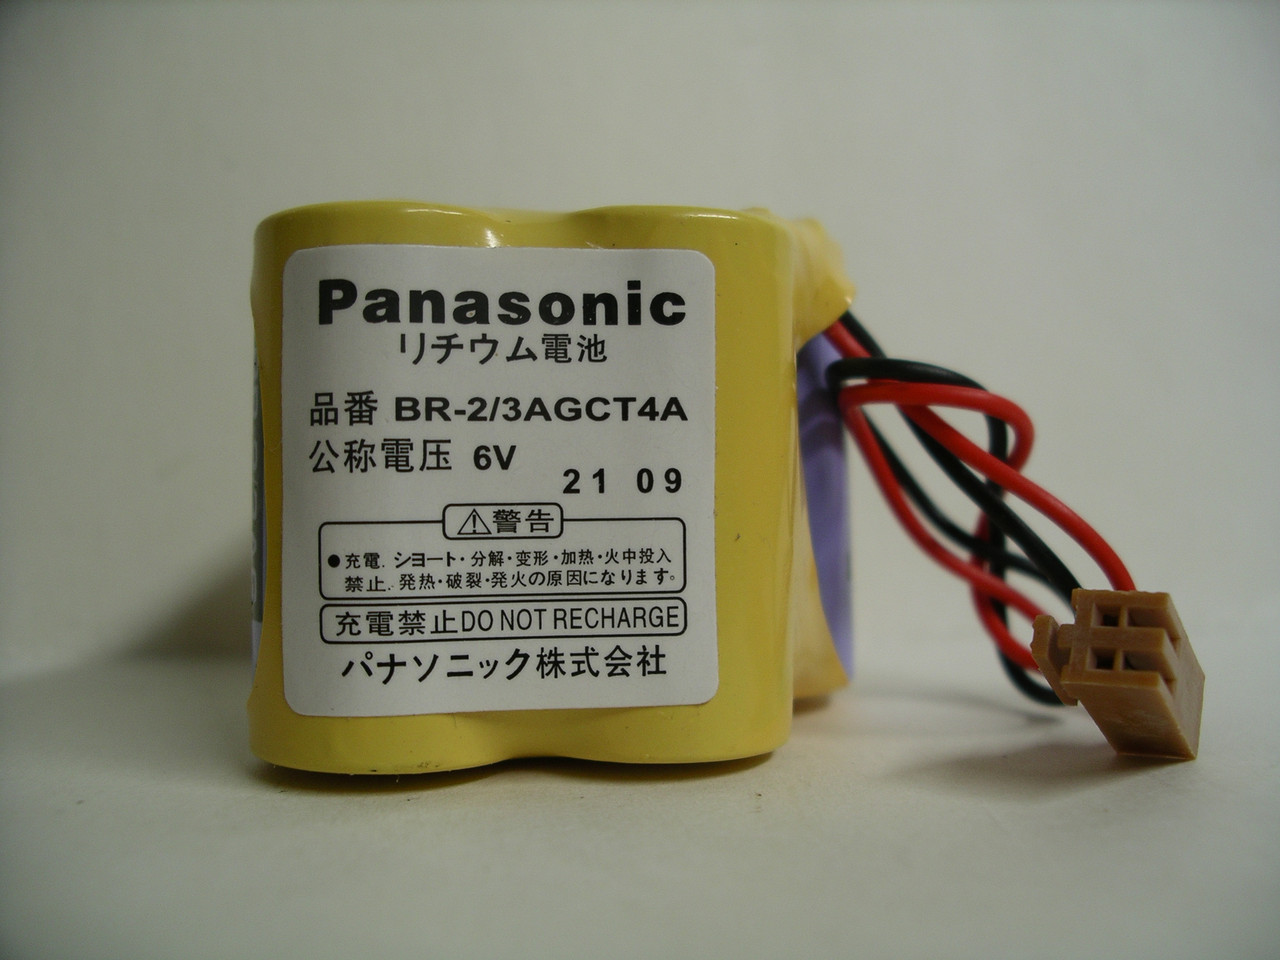 Panasonic
リチウム電池
品番 BR-2/3AGCT4A
公称電圧 6V
21 09
⚠警告
●充電.ショート・分解・変形・加熱・火中投入
禁止.発熱・破裂・発火の原因になります。
充電禁止DO NOT RECHARGE
パナソニック株式会社